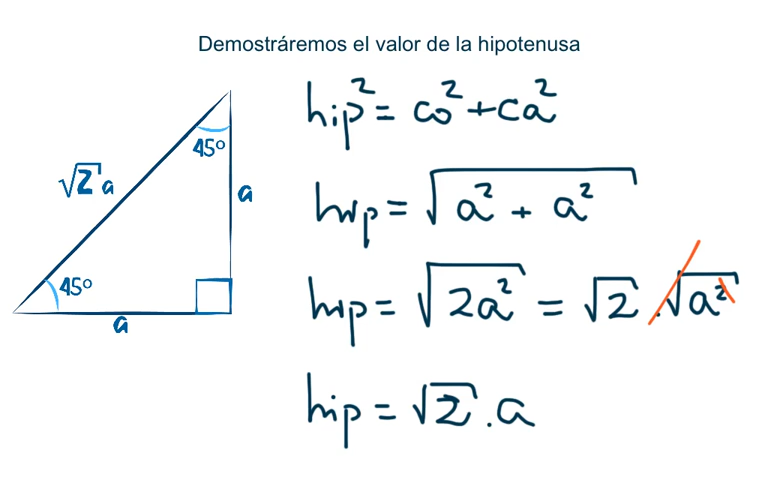 Demostráremos el valor de la hipotenusa
hip² = co² + ca²
45°
√2 a
a
hip = √a² + a²
45°
hip = √2a² = √2 . √a²
a
hip = √2 . a